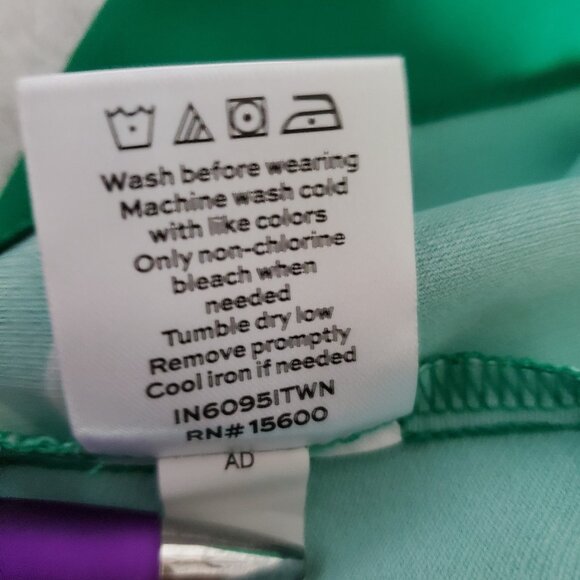 Wash before wearing
Machine wash cold
with like colors
Only non-chlorine
bleach when
needed
Tumble dry low
Remove promptly
Cool iron if needed
IN6095ITWN
RN# 15600
AD